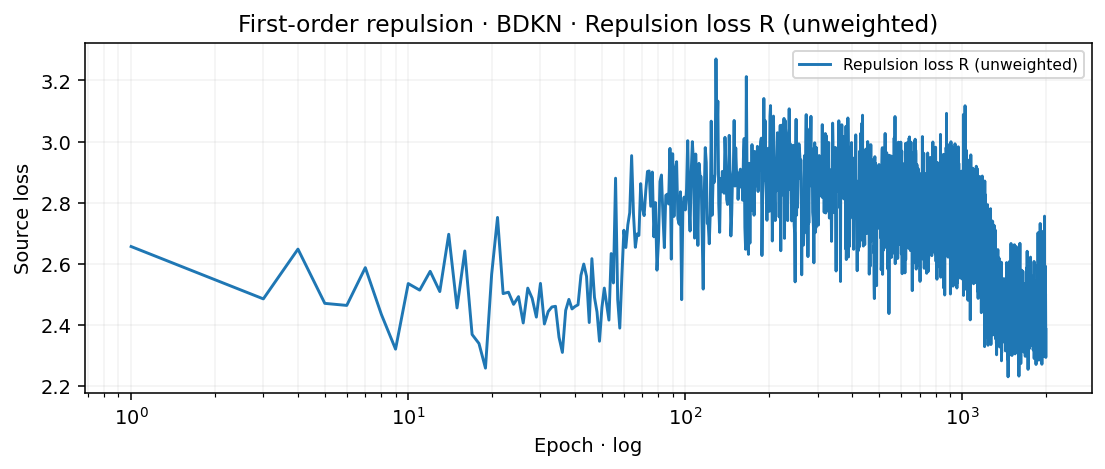 First-order repulsion · BDKN · Repulsion loss R (unweighted)
Repulsion loss R (unweighted)
Source loss
3.2
3.0
2.8
2.6
2.4
2.2
10⁰ 10¹ 10² 10³
Epoch · log